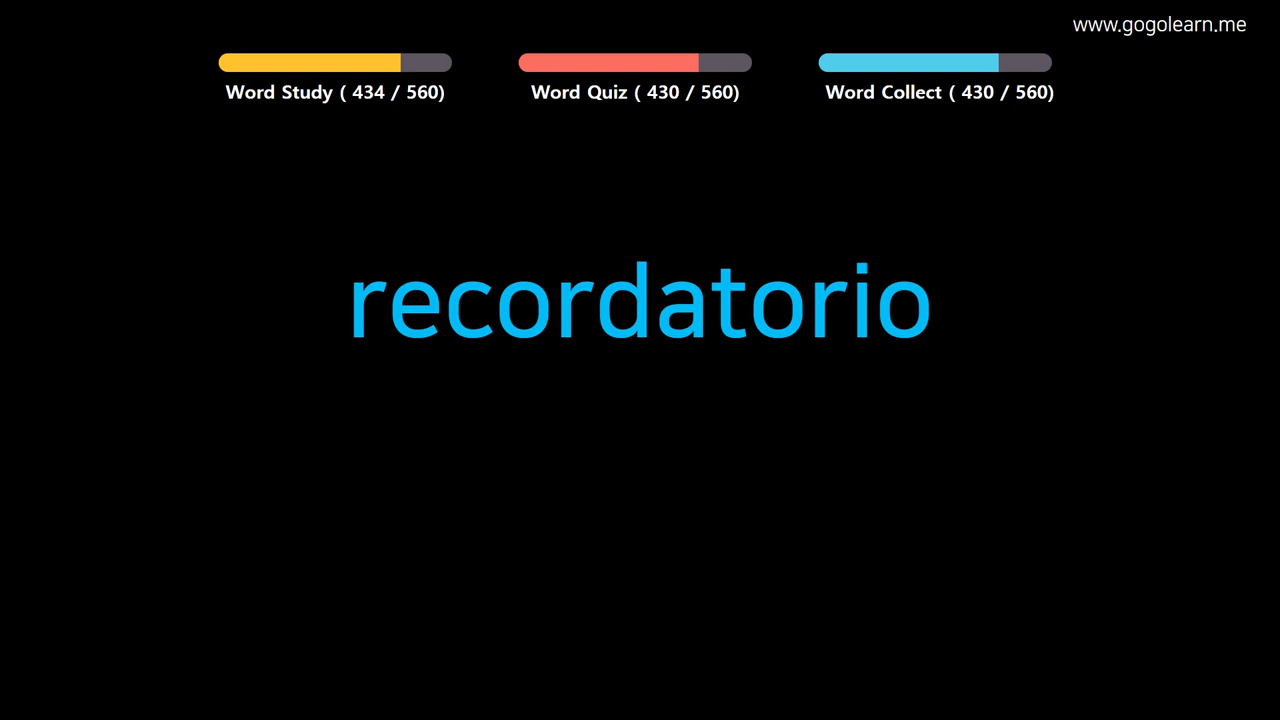 www.gogolearn.me
Word Study ( 434 / 560)
Word Quiz ( 430 / 560)
Word Collect ( 430 / 560)
recordatorio